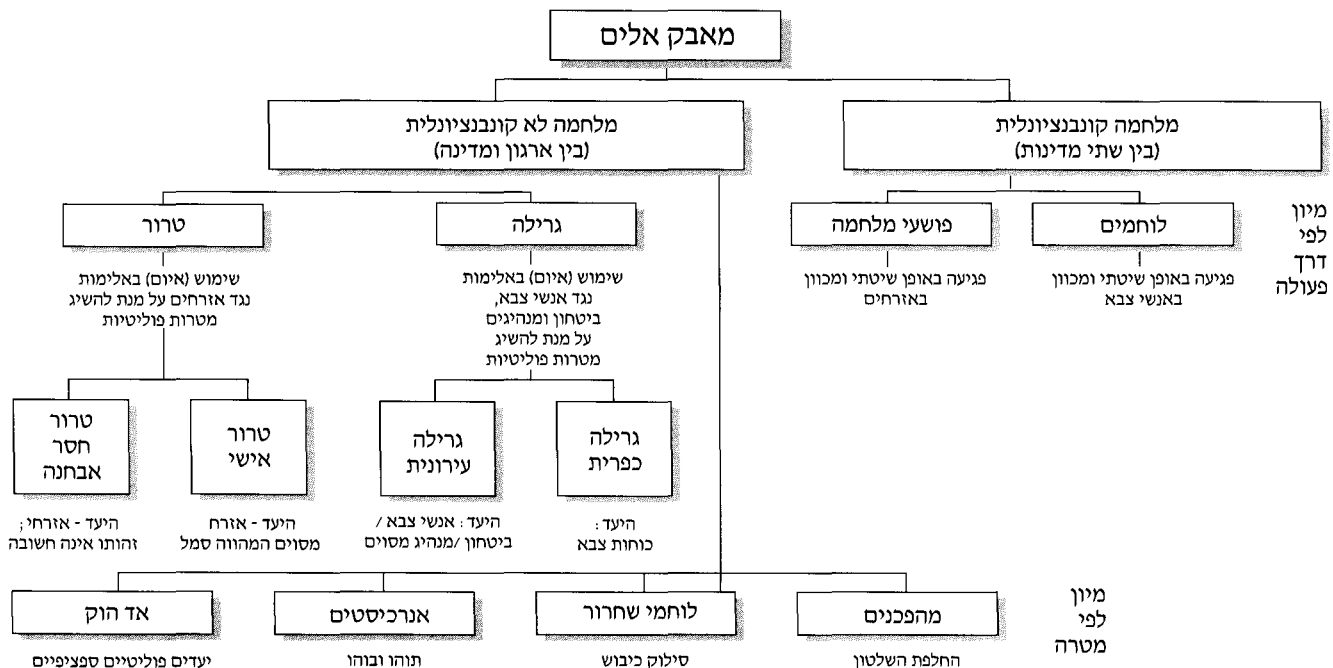 מאבק אלים
מלחמה קונבנציונלית
(בין שתי מדינות)
מלחמה לא קונבנציונלית
(בין ארגון ומדינה)
מיון
לפי
דרך
פעולה
לוחמים
פגיעה באופן שיטתי ומכוון
באנשי צבא
פושעי מלחמה
פגיעה באופן שיטתי ומכוון
באזרחים
גרילה
שימוש (איום) באלימות
נגד אנשי צבא,
ביטחון ומנהיגים
על מנת להשיג
מטרות פוליטיות
טרור
שימוש (איום) באלימות
נגד אזרחים על מנת להשיג
מטרות פוליטיות
גרילה
כפרית
היעד:
כוחות צבא
גרילה
עירונית
היעד: אנשי צבא /
ביטחון /מנהיג מסוים
טרור
אישי
היעד - אזרח
מסוים המהווה סמל
טרור
חסר
אבחנה
היעד - אזרחי;
זהותו אינה חשובה
מיון
לפי
מטרה
מהפכנים
החלפת השלטון
לוחמי שחרור
סילוק כיבוש
אנרכיסטים
תוהו ובוהו
אד הוק
יעדים פוליטיים ספציפיים